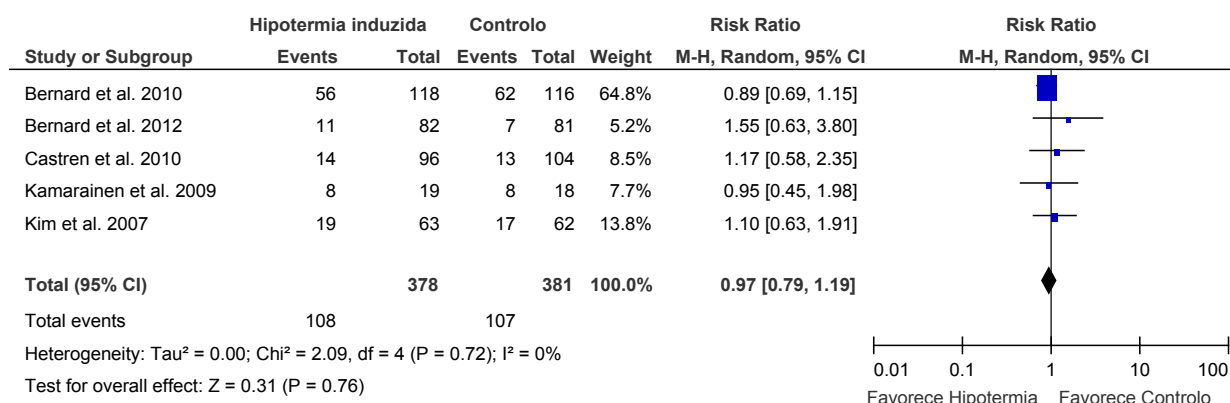 Hipotermia induzida Controlo Risk Ratio Risk Ratio
Study or Subgroup Events Total Events Total Weight M-H, Random, 95% CI M-H, Random, 95% CI
Bernard et al. 2010 56 118 62 116 64.8% 0.89 [0.69, 1.15]
Bernard et al. 2012 11 82 7 81 5.2% 1.55 [0.63, 3.80]
Castren et al. 2010 14 96 13 104 8.5% 1.17 [0.58, 2.35]
Kamarainen et al. 2009 8 19 8 18 7.7% 0.95 [0.45, 1.98]
Kim et al. 2007 19 63 17 62 13.8% 1.10 [0.63, 1.91]
Total (95% CI) 378 381 100.0% 0.97 [0.79, 1.19]
Total events 108 107
Heterogeneity: Tau² = 0.00; Chi² = 2.09, df = 4 (P = 0.72); I² = 0%
Test for overall effect: Z = 0.31 (P = 0.76)
0.01 0.1 1 10 100
Favorece Hipotermia Favorece Controlo